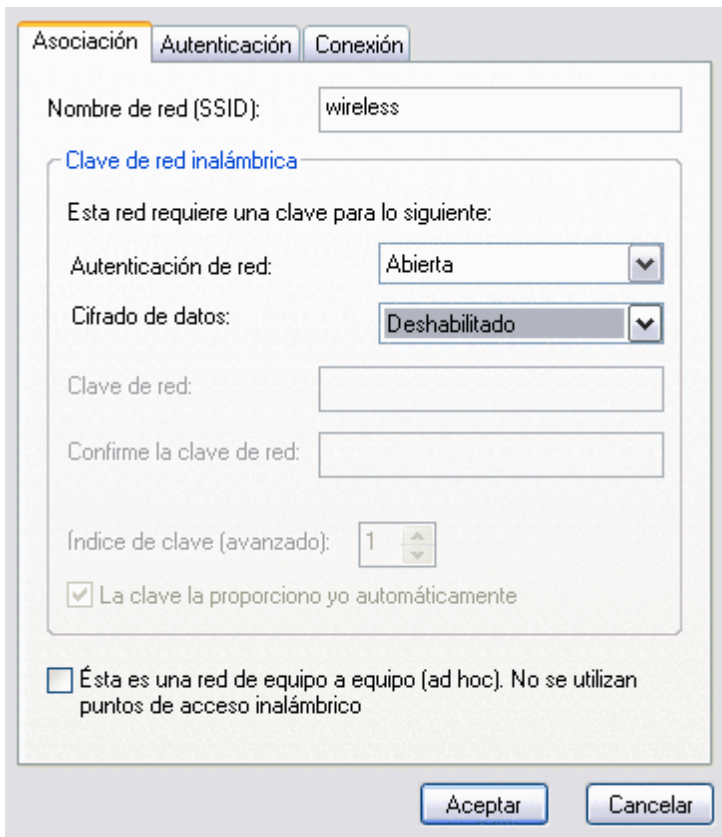 Asociación Autenticación Conexión
Nombre de red (SSID): wireless
Clave de red inalámbrica
Esta red requiere una clave para lo siguiente:
Autenticación de red: Abierta
Cifrado de datos: Deshabilitado
Clave de red:
Confirme la clave de red:
Índice de clave (avanzado): 1
La clave la proporciono yo automáticamente
Ésta es una red de equipo a equipo (ad hoc). No se utilizan
puntos de acceso inalámbrico
Aceptar Cancelar